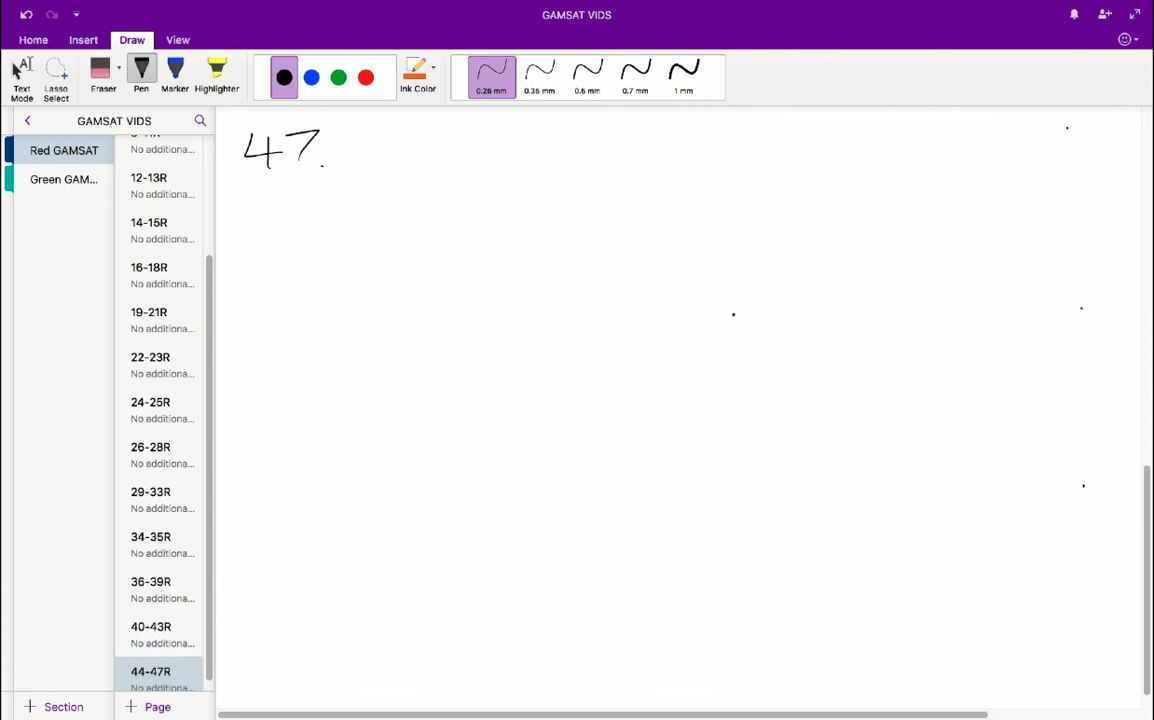 GAMSAT VIDS
Home Insert Draw View
Text Mode
Lasso Select
Eraser
Pen
Marker
Highlighter
Ink Color
0.26 mm
0.35 mm
0.6 mm
0.7 mm
1 mm
GAMSAT VIDS
Red GAMSAT
Green GAM...
No additiona...
12-13R
No additiona...
14-15R
No additiona...
16-18R
No additiona...
19-21R
No additiona...
22-23R
No additiona...
24-25R
No additiona...
26-28R
No additiona...
29-33R
No additiona...
34-35R
No additiona...
36-39R
No additiona...
40-43R
No additiona...
44-47R
No additiona...
+ Section
+ Page
47.